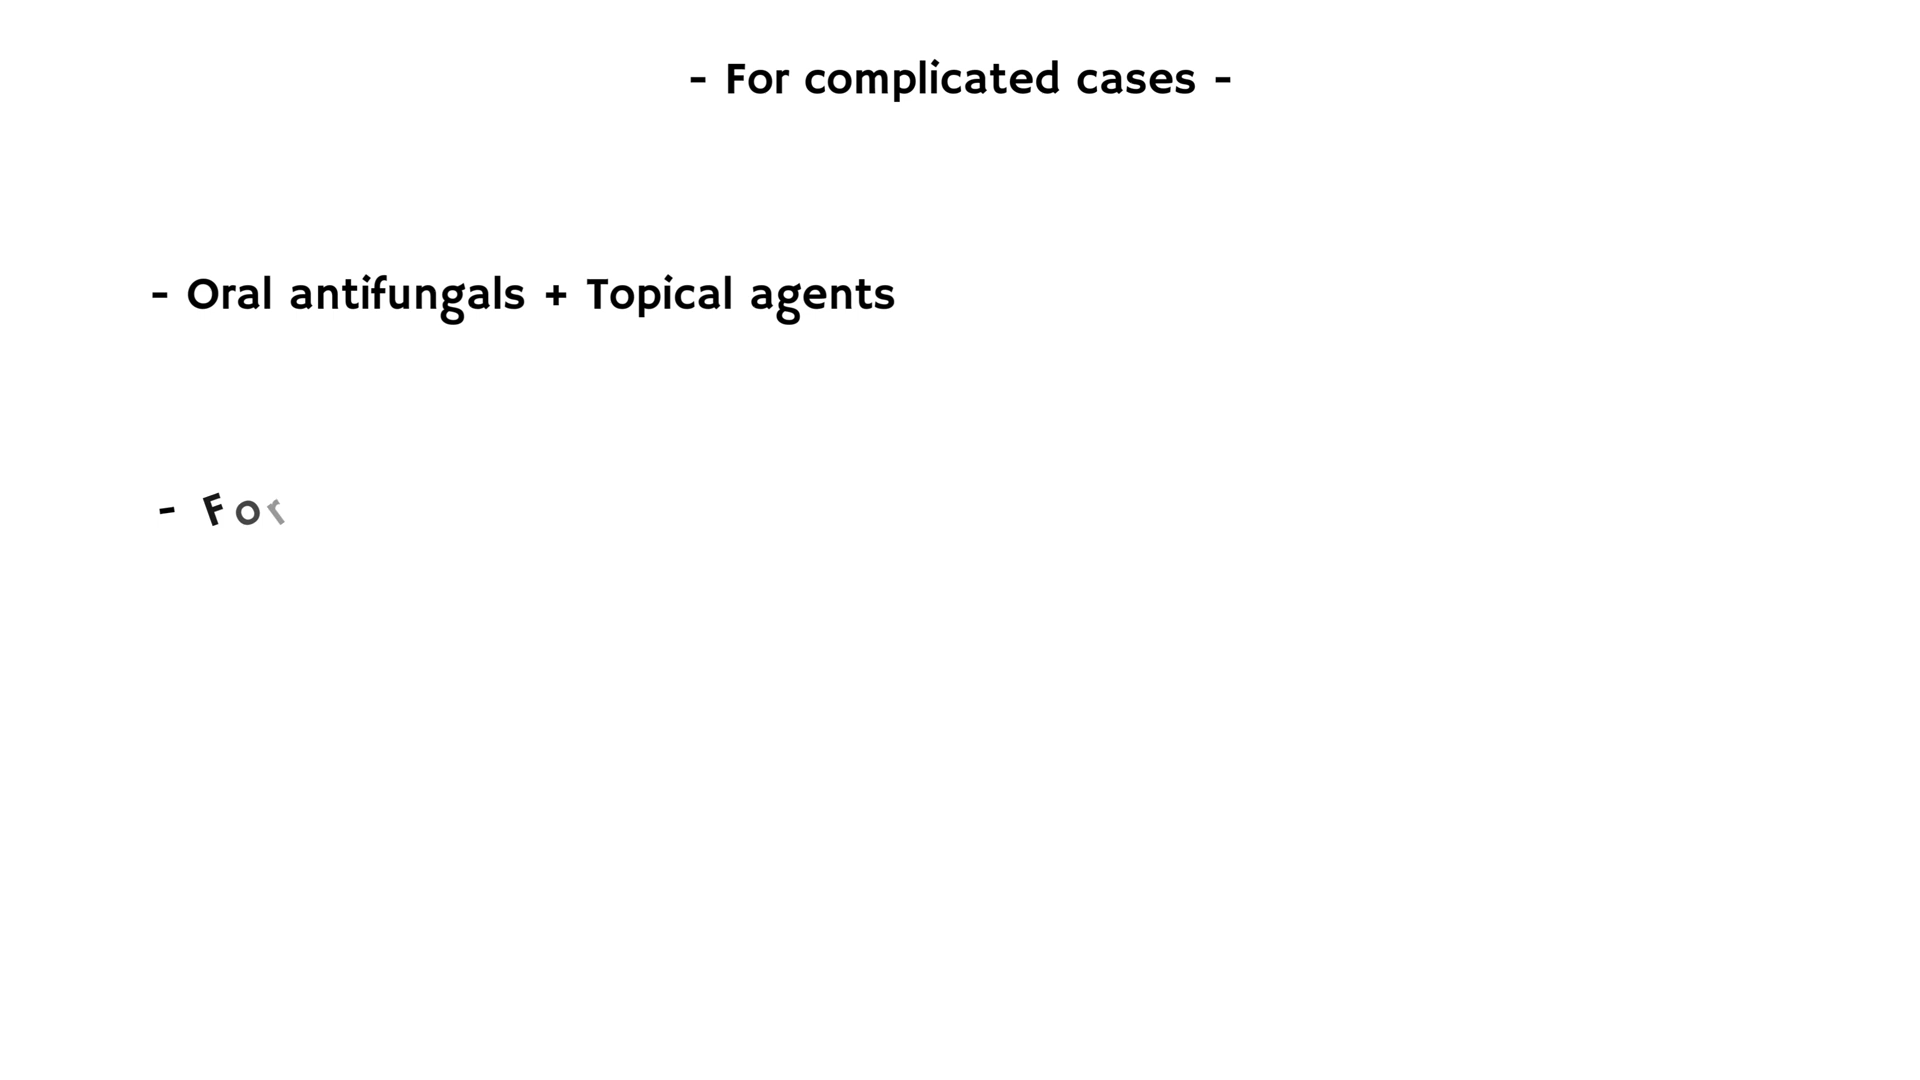 - For complicated cases -
- Oral antifungals + Topical agents
- For